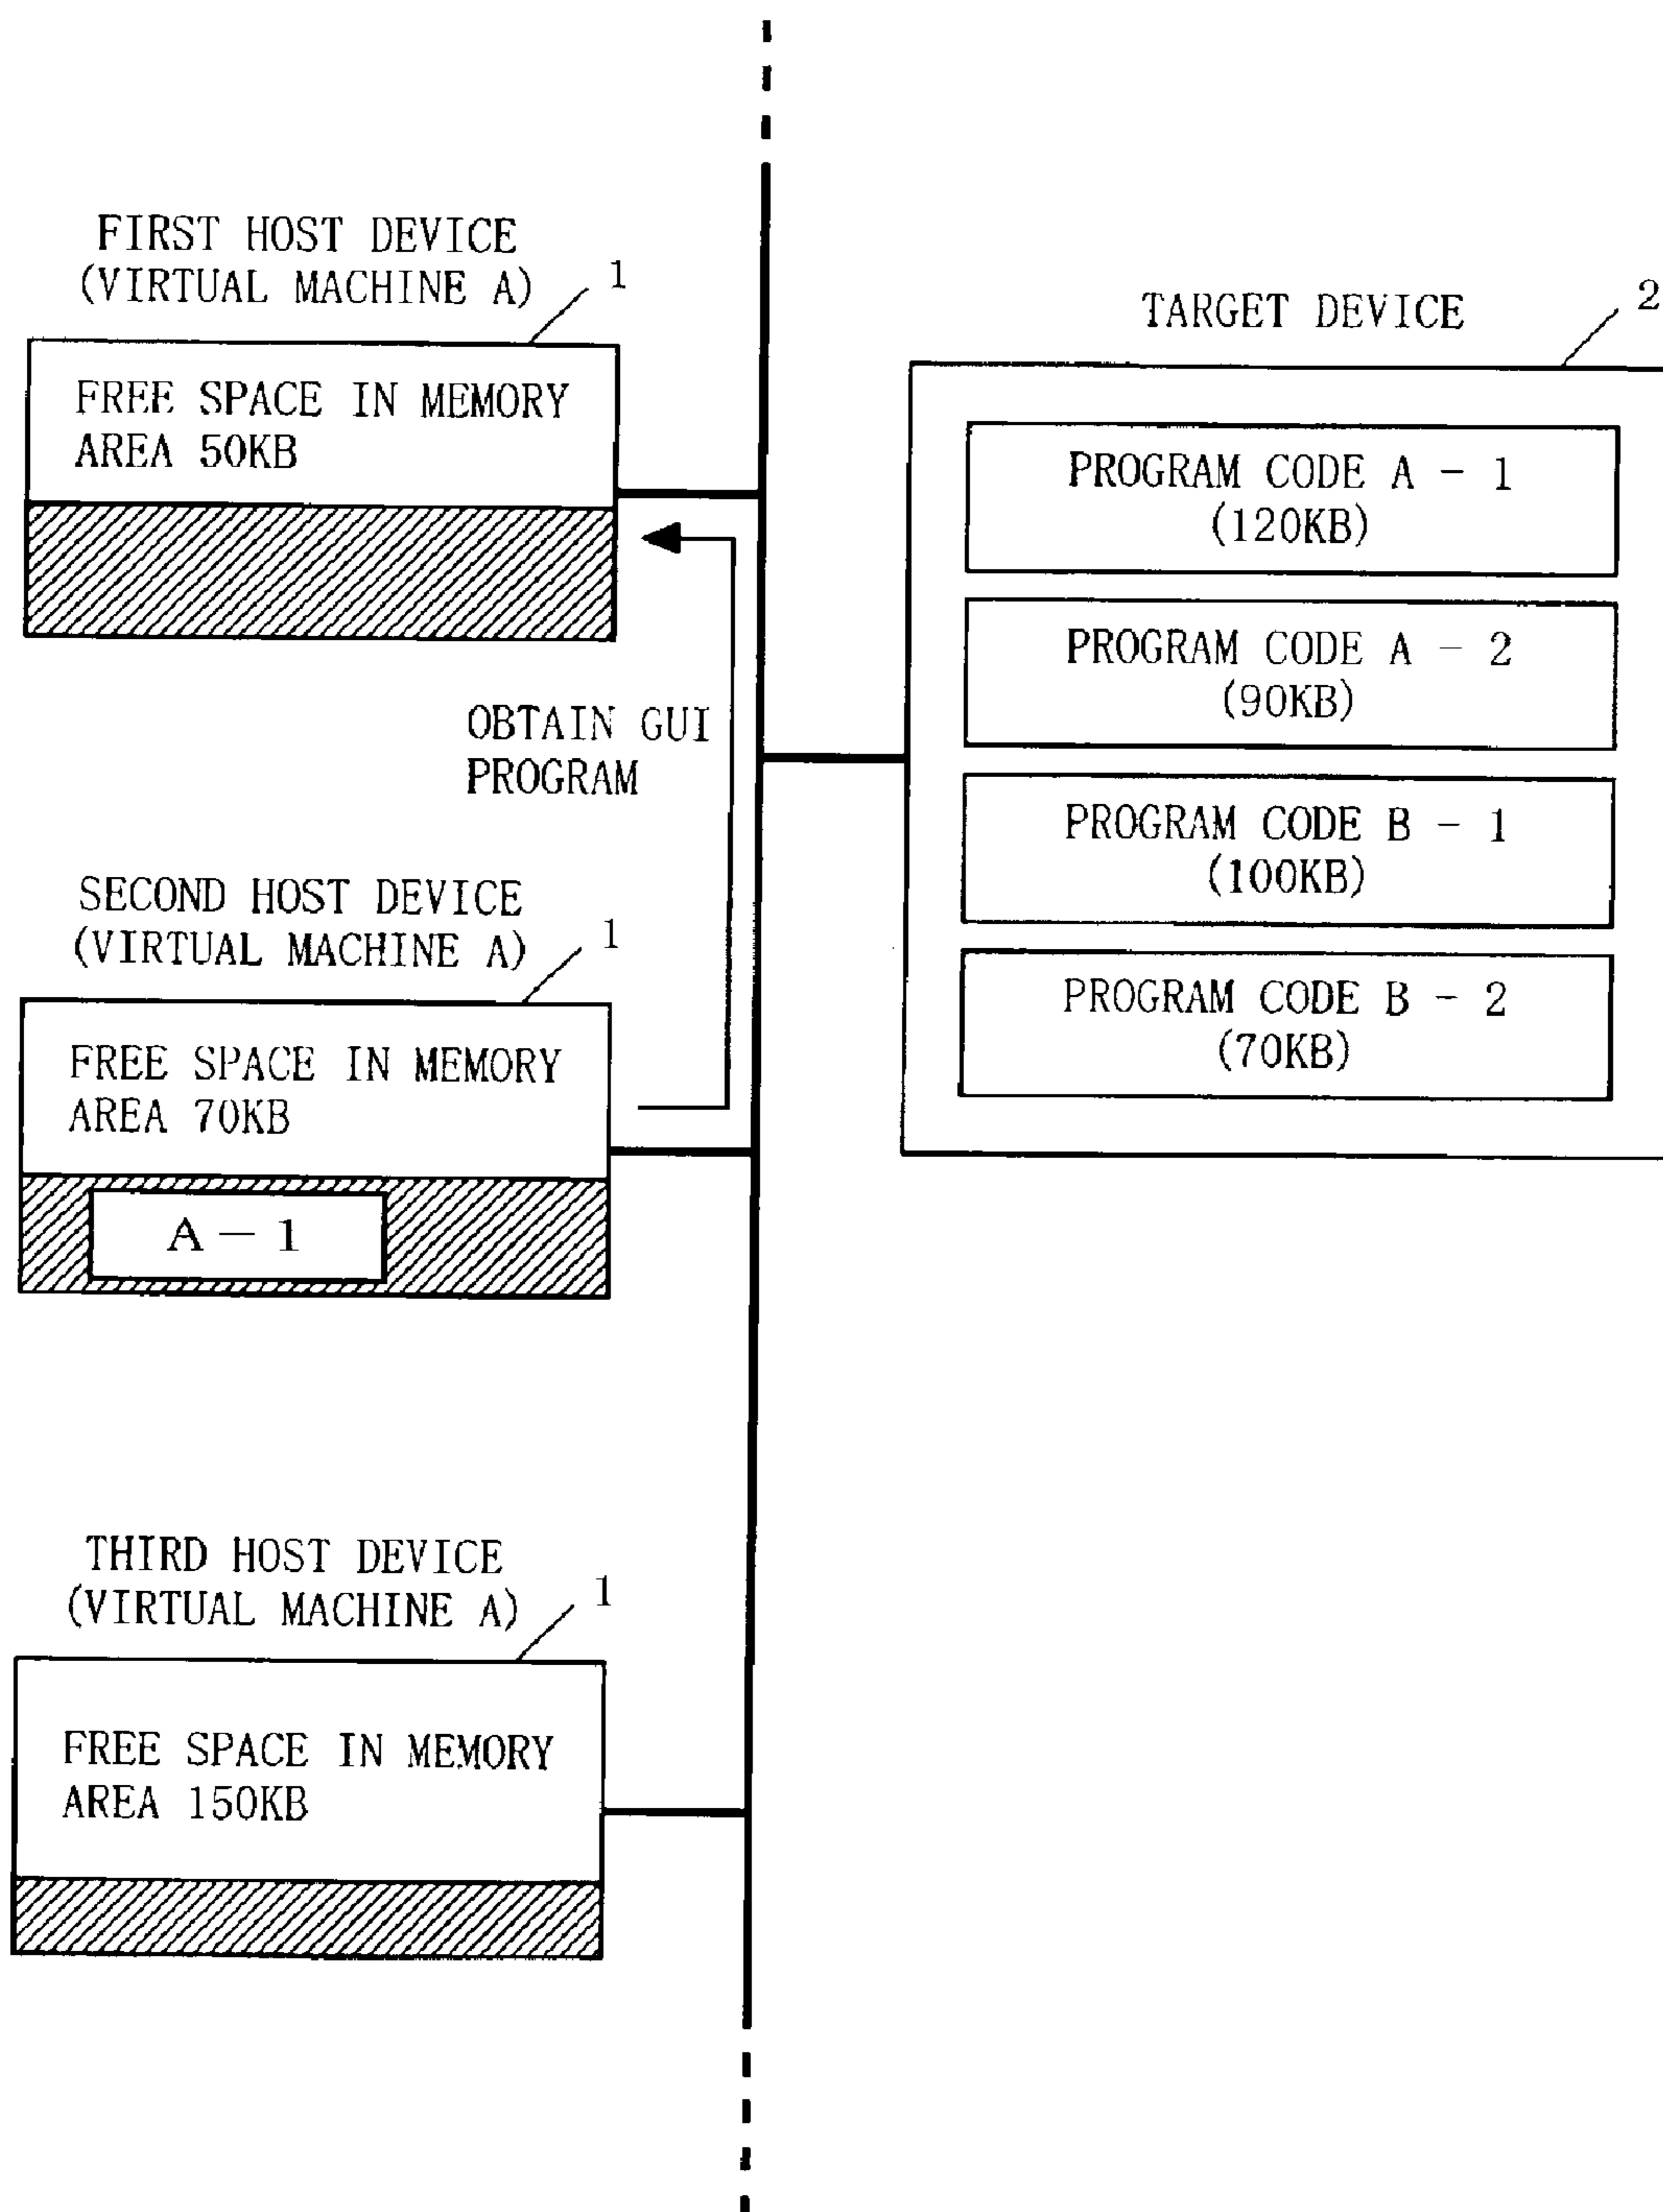 FIRST HOST DEVICE
(VIRTUAL MACHINE A)
1
FREE SPACE IN MEMORY
AREA 50KB
OBTAIN GUI
PROGRAM
SECOND HOST DEVICE
(VIRTUAL MACHINE A)
1
FREE SPACE IN MEMORY
AREA 70KB
A－1
THIRD HOST DEVICE
(VIRTUAL MACHINE A)
1
FREE SPACE IN MEMORY
AREA 150KB
TARGET DEVICE
2
PROGRAM CODE A － 1
(120KB)
PROGRAM CODE A － 2
(90KB)
PROGRAM CODE B － 1
(100KB)
PROGRAM CODE B － 2
(70KB)